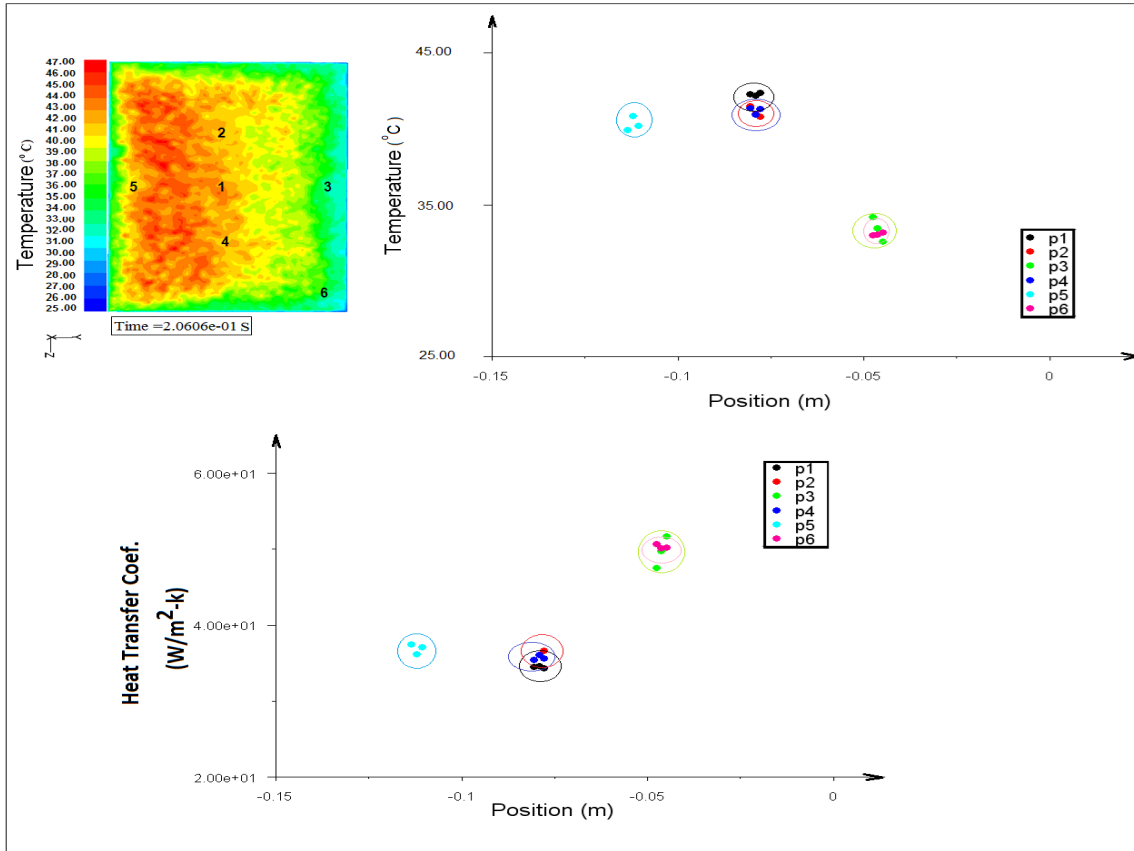 47.00
46.00
44.00
43.00
42.00
41.00
40.00
39.00
38.00
37.00
36.00
35.00
33.00
32.00
31.00
30.00
29.00
28.00
27.00
26.00
25.00
Temperature (°C)
2
5 1 3
4
6
Time =2.0606e-01 S
Z
45.00
35.00
25.00
Temperature (°C)
-0.15 -0.1 -0.05 0
Position (m)
p1
p2
p3
p4
p5
p6
6.00e+01
4.00e+01
2.00e+01
Heat Transfer Coef.
(W/m²-k)
-0.15 -0.1 -0.05 0
Position (m)
p1
p2
p3
p4
p5
p6